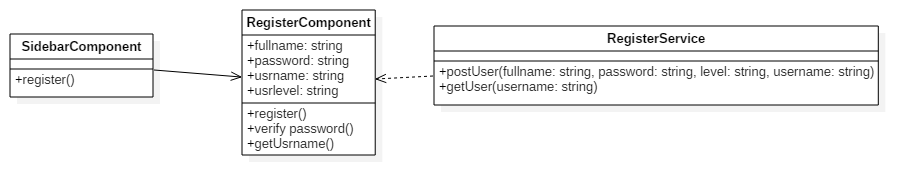 SidebarComponent
+register()
RegisterComponent
+fullname: string
+password: string
+usrname: string
+usrlevel: string
+register()
+verify password()
+getUsrname()
RegisterService
+postUser(fullname: string, password: string, level: string, username: string)
+getUser(username: string)